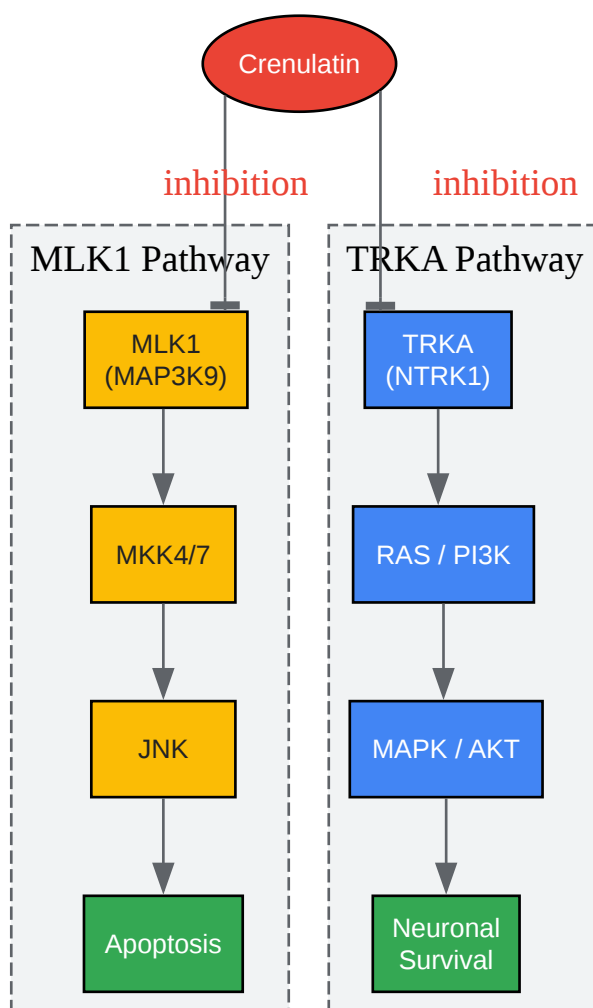 Crenulatin
inhibition
inhibition
MLK1 Pathway
TRKA Pathway
MLK1
(MAP3K9)
TRKA
(NTRK1)
MKK4/7
RAS / PI3K
JNK
MAPK / AKT
Apoptosis
Neuronal
Survival